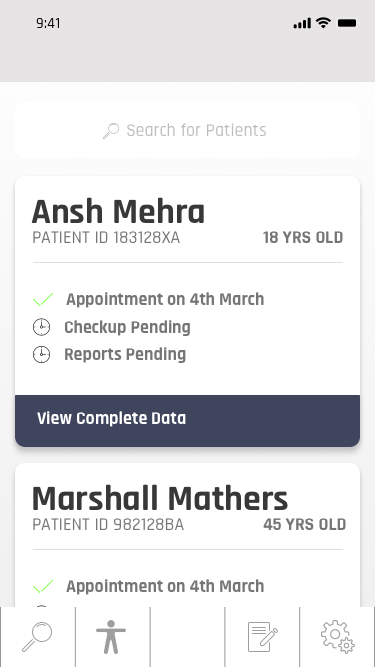 9:41
Search for Patients
Ansh Mehra
PATIENT ID 183128XA 18 YRS OLD
Appointment on 4th March
Checkup Pending
Reports Pending
View Complete Data
Marshall Mathers
PATIENT ID 982128BA 45 YRS OLD
Appointment on 4th March